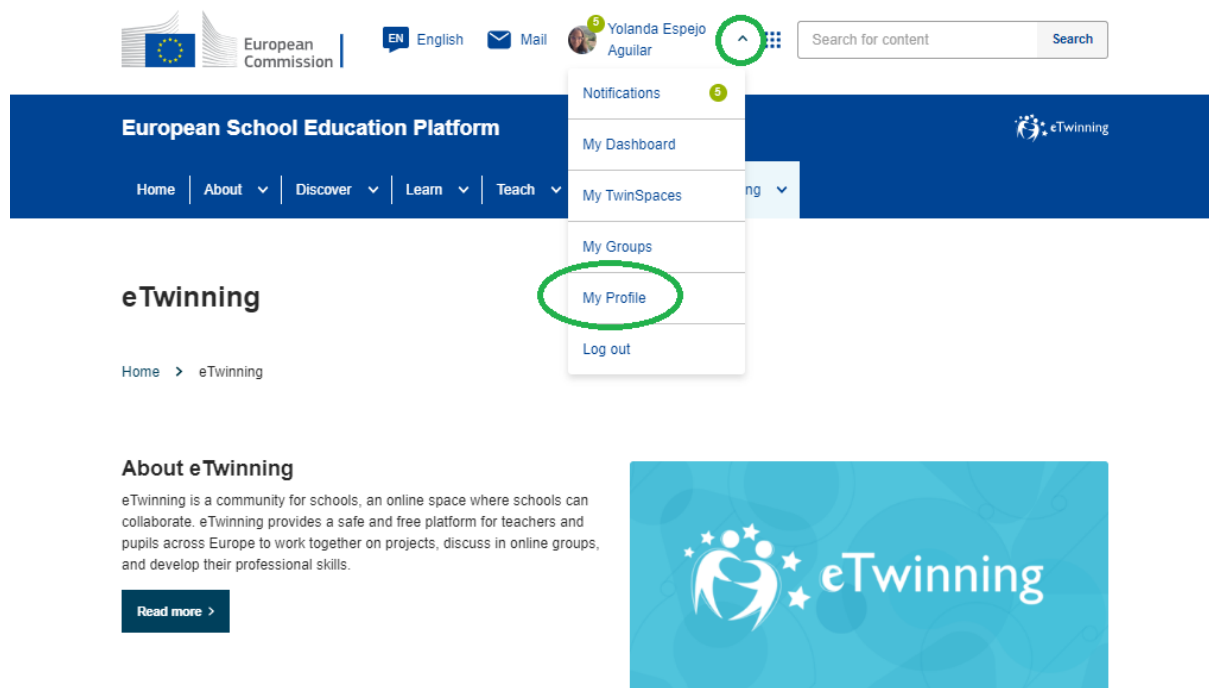 European
Commission
EN English
Mail
5
Yolanda Espejo
Aguilar
Search for content
Search
Notifications 5
My Dashboard
My TwinSpaces
My Groups
My Profile
Log out
European School Education Platform
eTwinning
Home
About
Discover
Learn
Teach
ng
eTwinning
Home > eTwinning
About eTwinning
eTwinning is a community for schools, an online space where schools can
collaborate. eTwinning provides a safe and free platform for teachers and
pupils across Europe to work together on projects, discuss in online groups,
and develop their professional skills.
Read more >
eTwinning